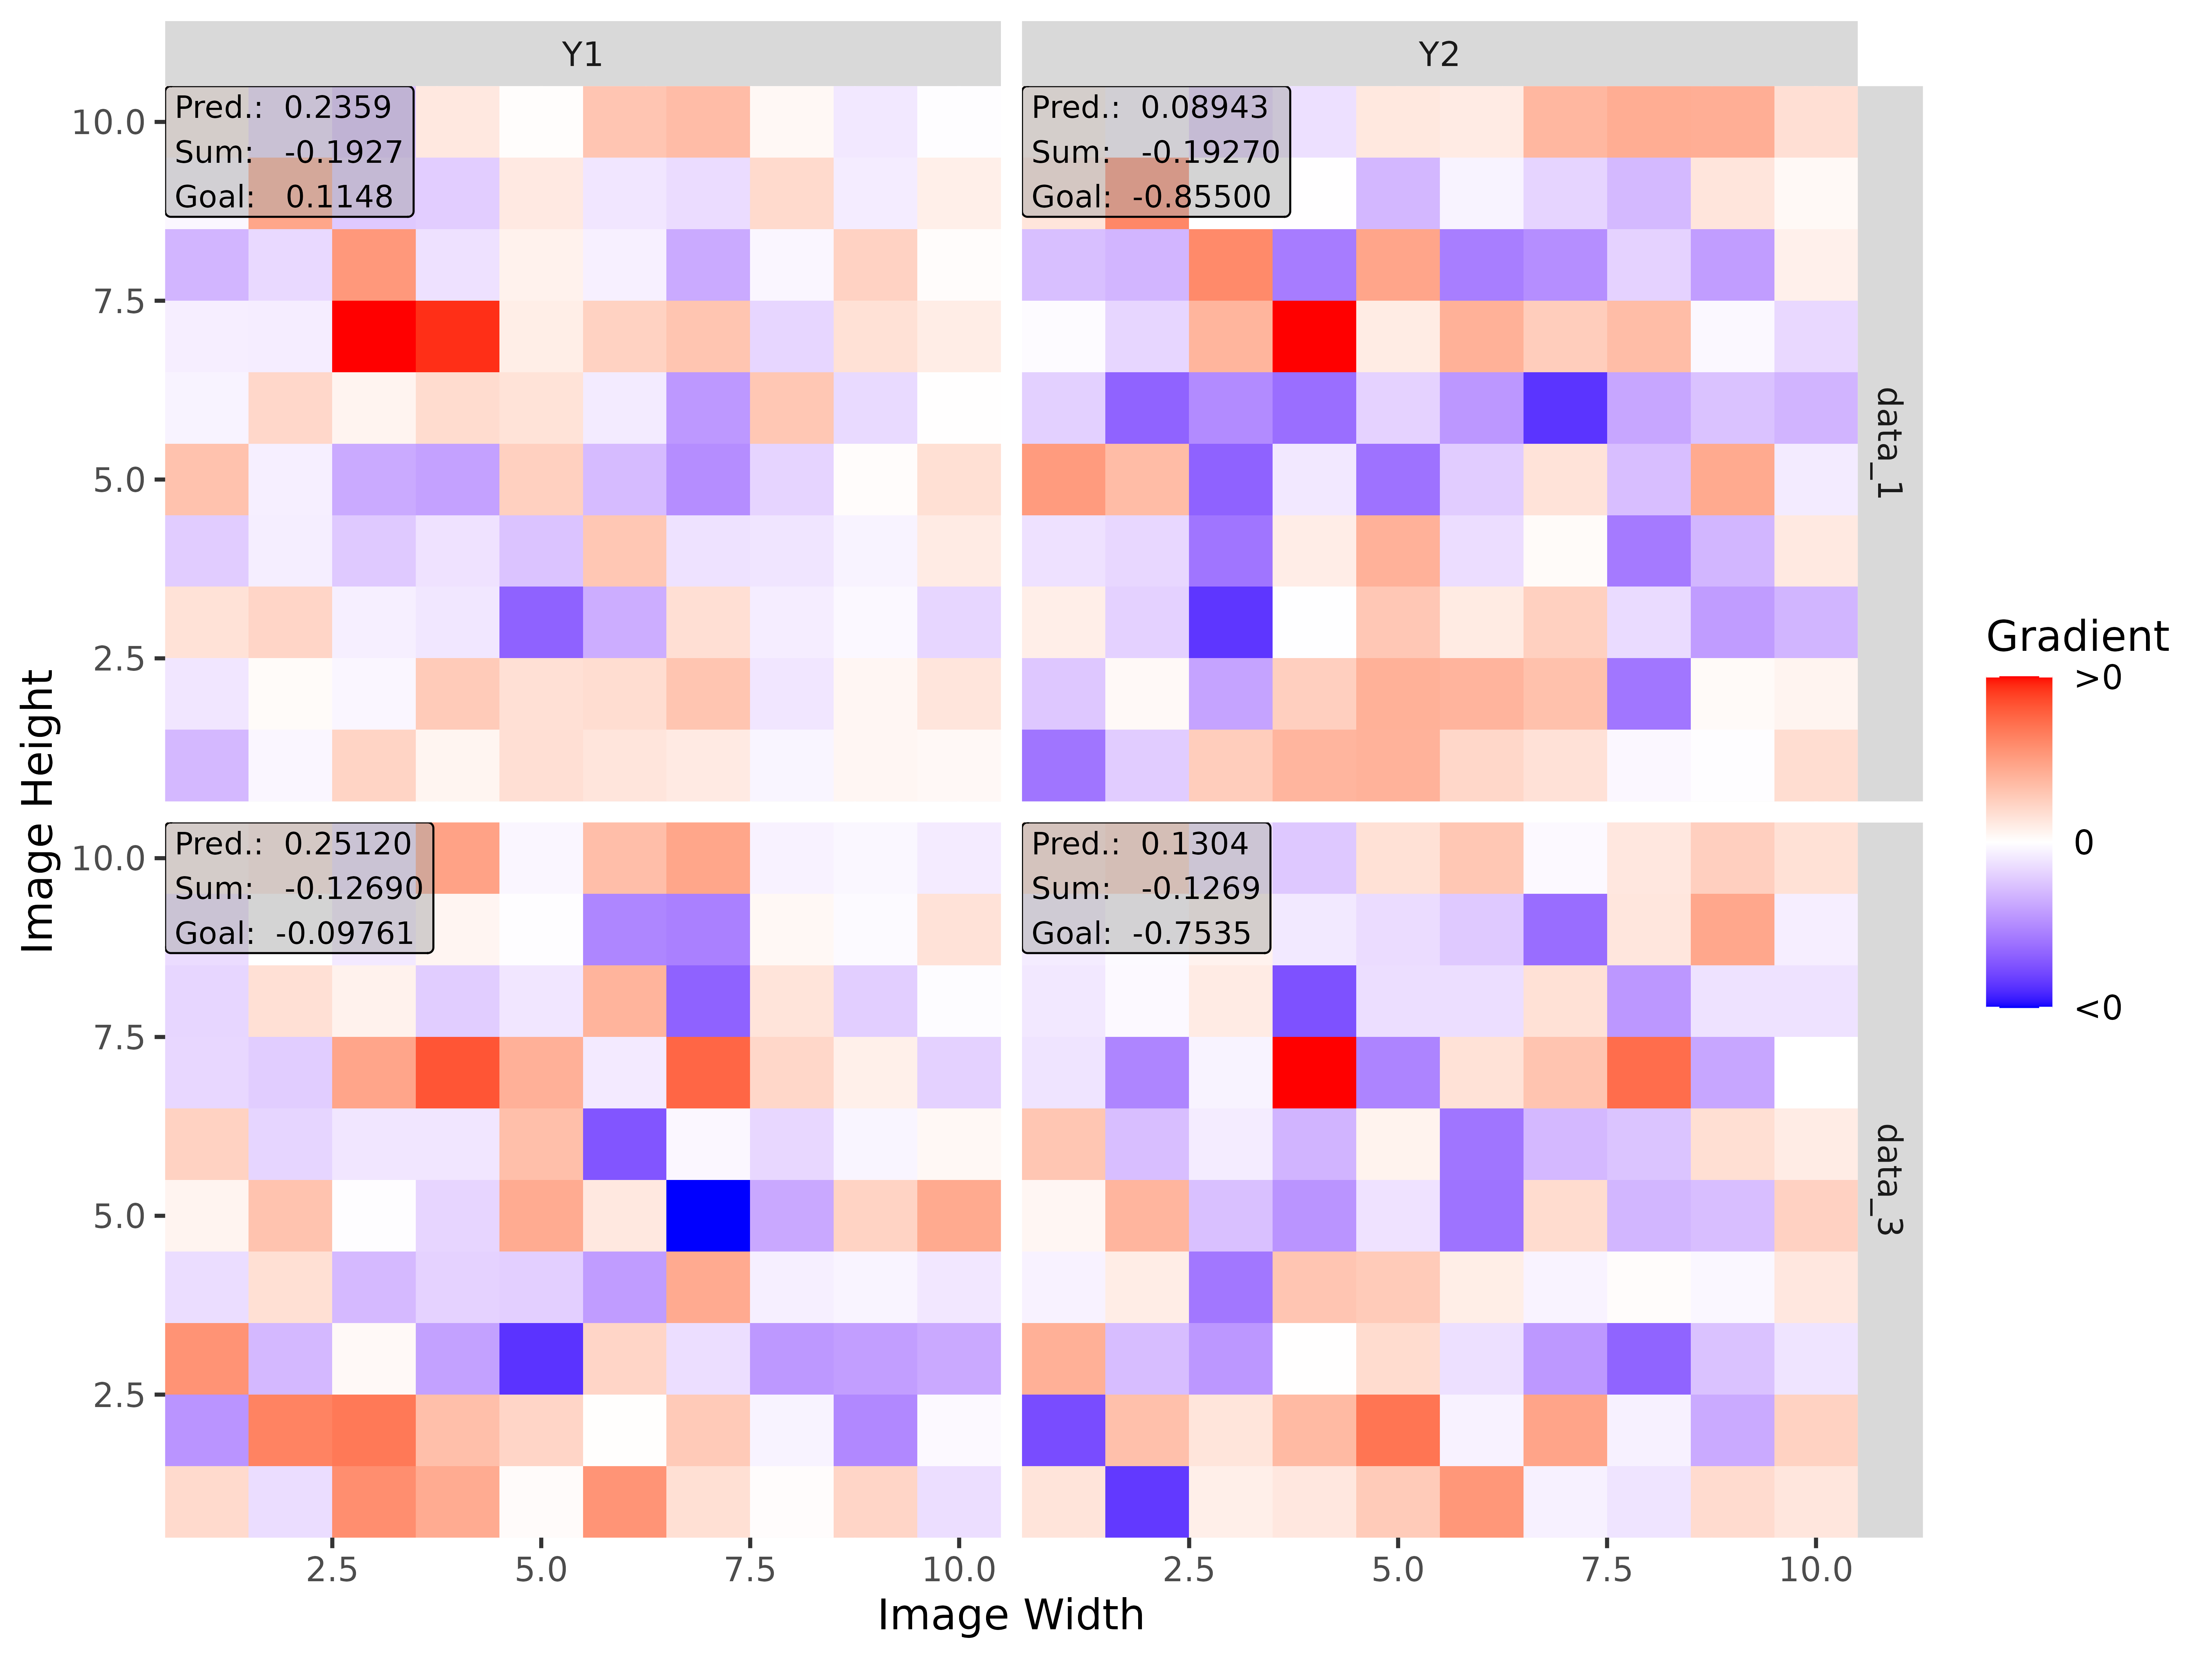 Y1
Y2
Pred.: 0.2359
Sum: -0.1927
Goal: 0.1148
Pred.: 0.08943
Sum: -0.19270
Goal: -0.85500
10.0
7.5
5.0
2.5
data_1
Pred.: 0.25120
Sum: -0.12690
Goal: -0.09761
Pred.: 0.1304
Sum: -0.1269
Goal: -0.7535
10.0
7.5
5.0
2.5
data_3
Image Height
2.5 5.0 7.5 10.0
2.5 5.0 7.5 10.0
Image Width
Gradient
>0
0
<0